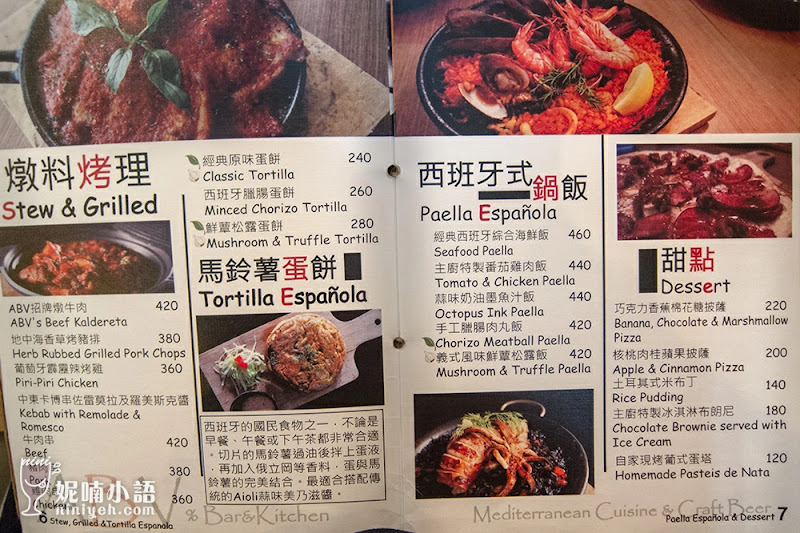 燉料烤理
Stew & Grilled
ABV招牌燉牛肉 420
ABV's Beef Kaldereta
地中海香草烤豬排 380
Herb Rubbed Grilled Pork Chops
葡萄牙霹靂辣烤雞 360
Piri-Piri Chicken
中東卡博串佐雷莫拉及羅美斯克醬
Kebab with Remolade &
Romesco
牛肉串 420
Beef
380
360
經典原味蛋餅 240
Classic Tortilla
西班牙臘腸蛋餅 260
Minced Chorizo Tortilla
鮮蕈松露蛋餅 280
Mushroom & Truffle Tortilla
馬鈴薯蛋餅
Tortilla Española
西班牙的國民食物之一，不論是
早餐、午餐或下午茶都非常合適
。切片的馬鈴薯過油後拌上蛋液
，再加入俄立岡等香料，蛋與馬
鈴薯的完美結合。最適合搭配傳
統的Aioli蒜味美乃滋醬。
% Bar&Kitchen
6 Stew, Grilled &Tortilla Espanola
妮喃小語
niniyeh.com
西班牙式鍋飯
Paella Española
經典西班牙綜合海鮮飯 460
Seafood Paella
主廚特製番茄雞肉飯 440
Tomato & Chicken Paella
蒜味奶油墨魚汁飯 440
Octopus Ink Paella
手工臘腸肉丸飯 420
Chorizo Meatball Paella
義式風味鮮蕈松露飯 420
Mushroom & Truffle Paella
甜點
Dessert
巧克力香蕉棉花糖披薩 220
Banana, Chocolate & Marshmallow
Pizza
核桃肉桂蘋果披薩 200
Apple & Cinnamon Pizza
土耳其式米布丁 140
Rice Pudding
主廚特製冰淇淋布朗尼 180
Chocolate Brownie served with
Ice Cream
自家現烤葡式蛋塔 120
Homemade Pasteis de Nata
Mediterranean Cuisine & Craft Beer
Paella Española & Dessert 7